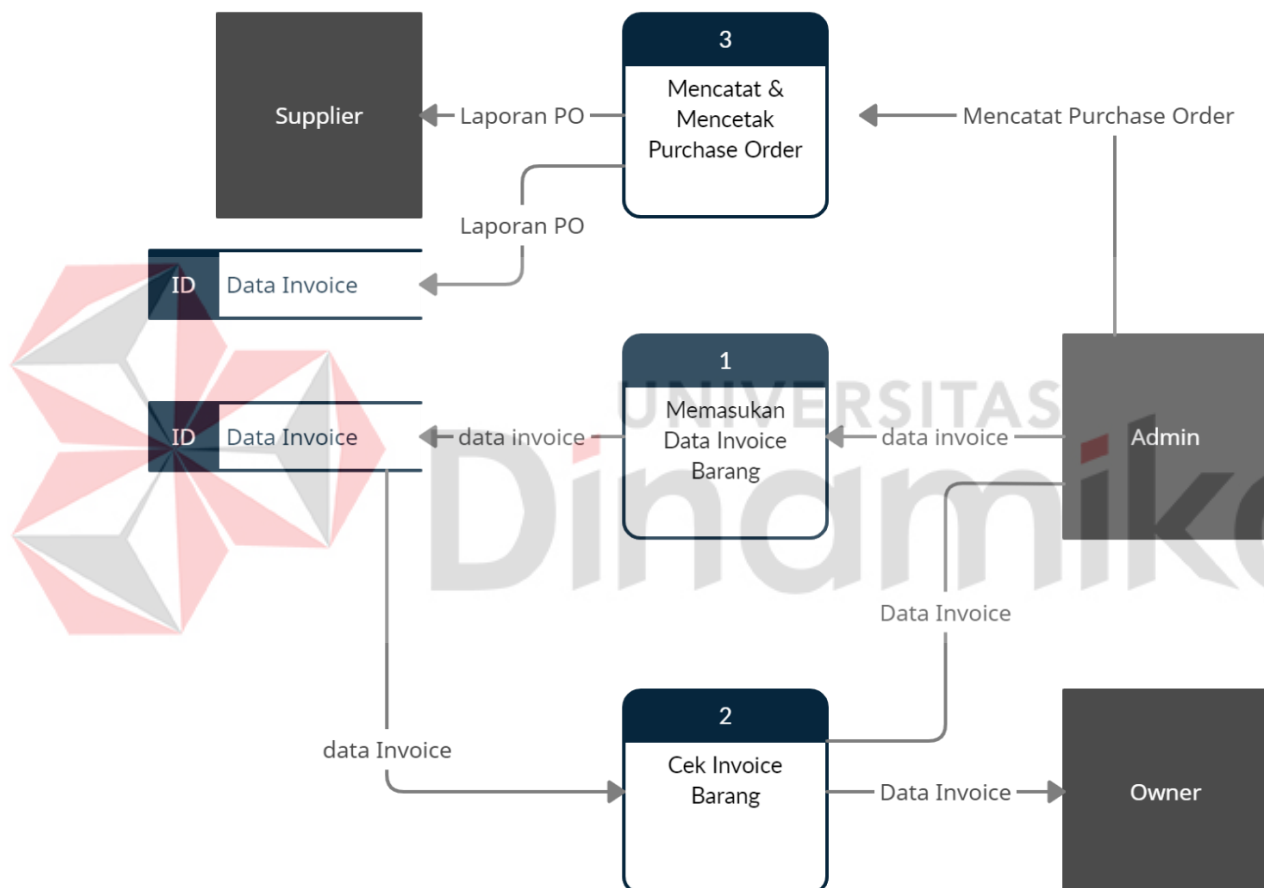 3
Mencatat &
Mencetak
Purchase Order
Supplier
Laporan PO
Mencatat Purchase Order
Laporan PO
ID Data Invoice
1
Memasukan
Data Invoice
Barang
UNIVERSITAS
Dinamika
ID Data Invoice
data invoice
data invoice
Admin
Data Invoice
data Invoice
2
Cek Invoice
Barang
Data Invoice
Owner